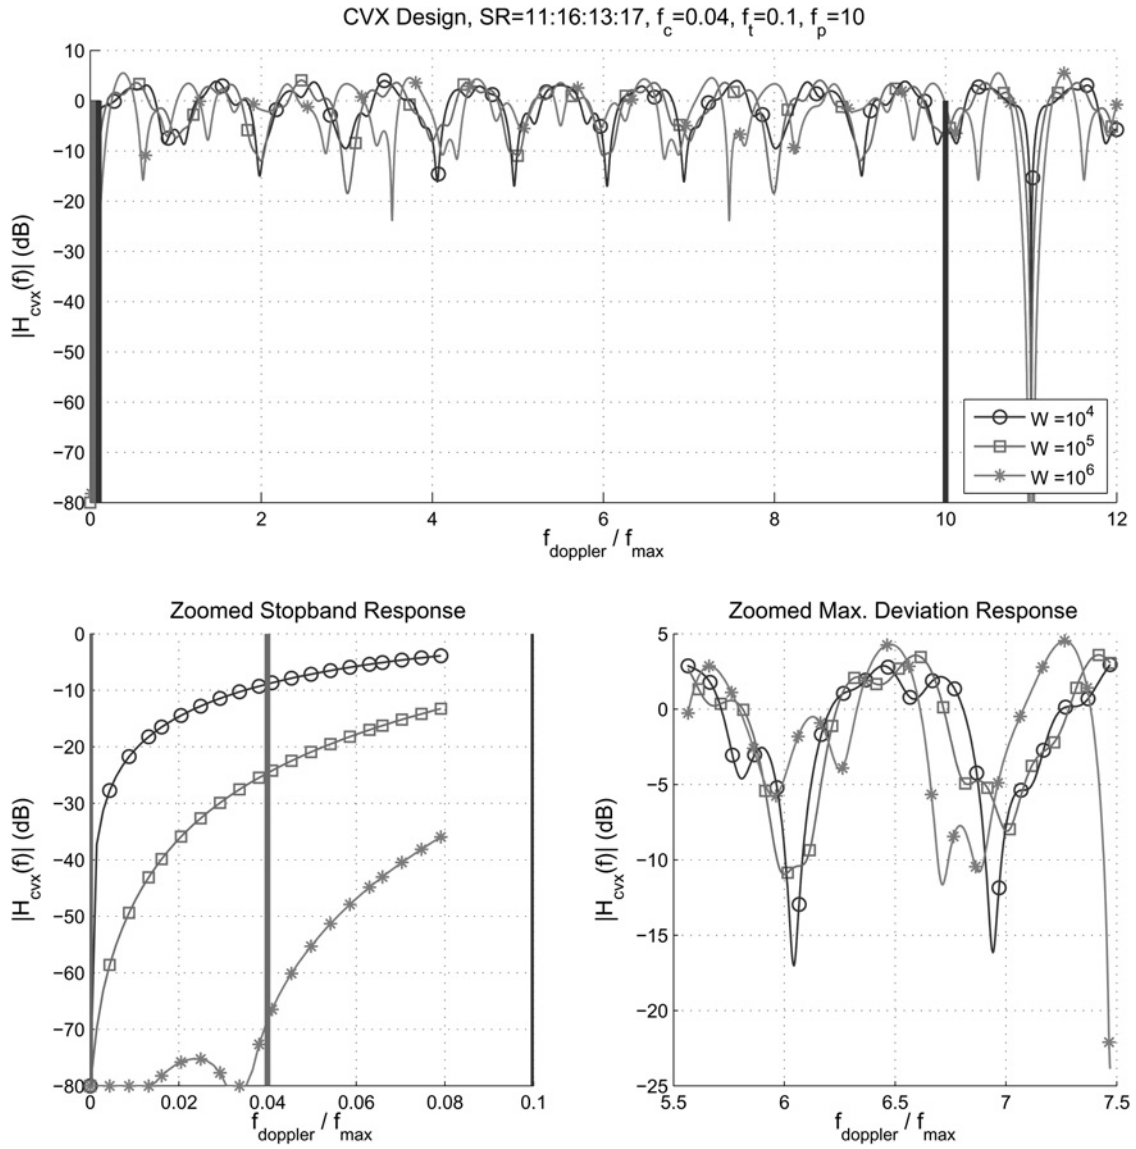 CVX Design, SR=11:16:13:17, f_c=0.04, f_t=0.1, f_p=10
10
0
−10
−20
−30
−40
−50
−60
−70
−80
|H_cvx(f)| (dB)
W =10^4
W =10^5
W =10^6
0 2 4 6 8 10 12
f_doppler / f_max
Zoomed Stopband Response
0
−10
−20
−30
−40
−50
−60
−70
−80
|H_cvx(f)| (dB)
0 0.02 0.04 0.06 0.08 0.1
f_doppler / f_max
Zoomed Max. Deviation Response
5
0
−5
−10
−15
−20
−25
|H_cvx(f)| (dB)
5.5 6 6.5 7 7.5
f_doppler / f_max